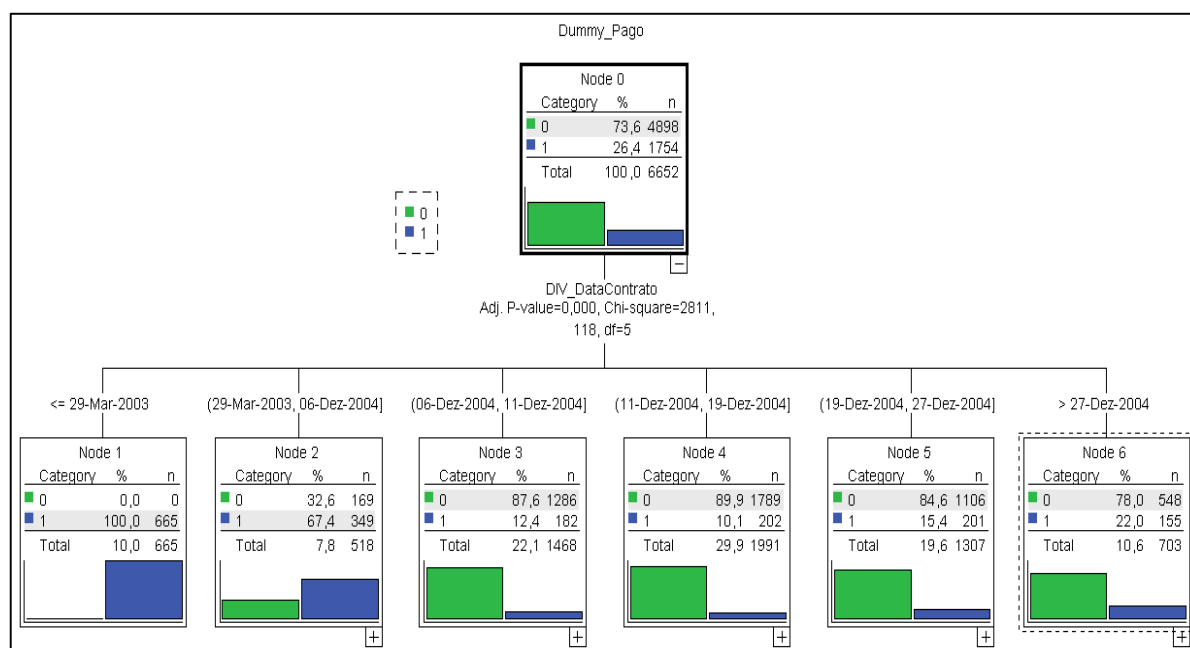 Dummy_Pago
Node 0
Category % n
0 73,6 4898
1 26,4 1754
Total 100,0 6652
0
1
DIV_DataContrato
Adj. P-value=0,000, Chi-square=2811,
118, df=5
<= 29-Mar-2003
Node 1
Category % n
0 0,0 0
1 100,0 665
Total 10,0 665
(29-Mar-2003, 06-Dez-2004]
Node 2
Category % n
0 32,6 169
1 67,4 349
Total 7,8 518
(06-Dez-2004, 11-Dez-2004]
Node 3
Category % n
0 87,6 1286
1 12,4 182
Total 22,1 1468
(11-Dez-2004, 19-Dez-2004]
Node 4
Category % n
0 89,9 1789
1 10,1 202
Total 29,9 1991
(19-Dez-2004, 27-Dez-2004]
Node 5
Category % n
0 84,6 1106
1 15,4 201
Total 19,6 1307
> 27-Dez-2004
Node 6
Category % n
0 78,0 548
1 22,0 155
Total 10,6 703